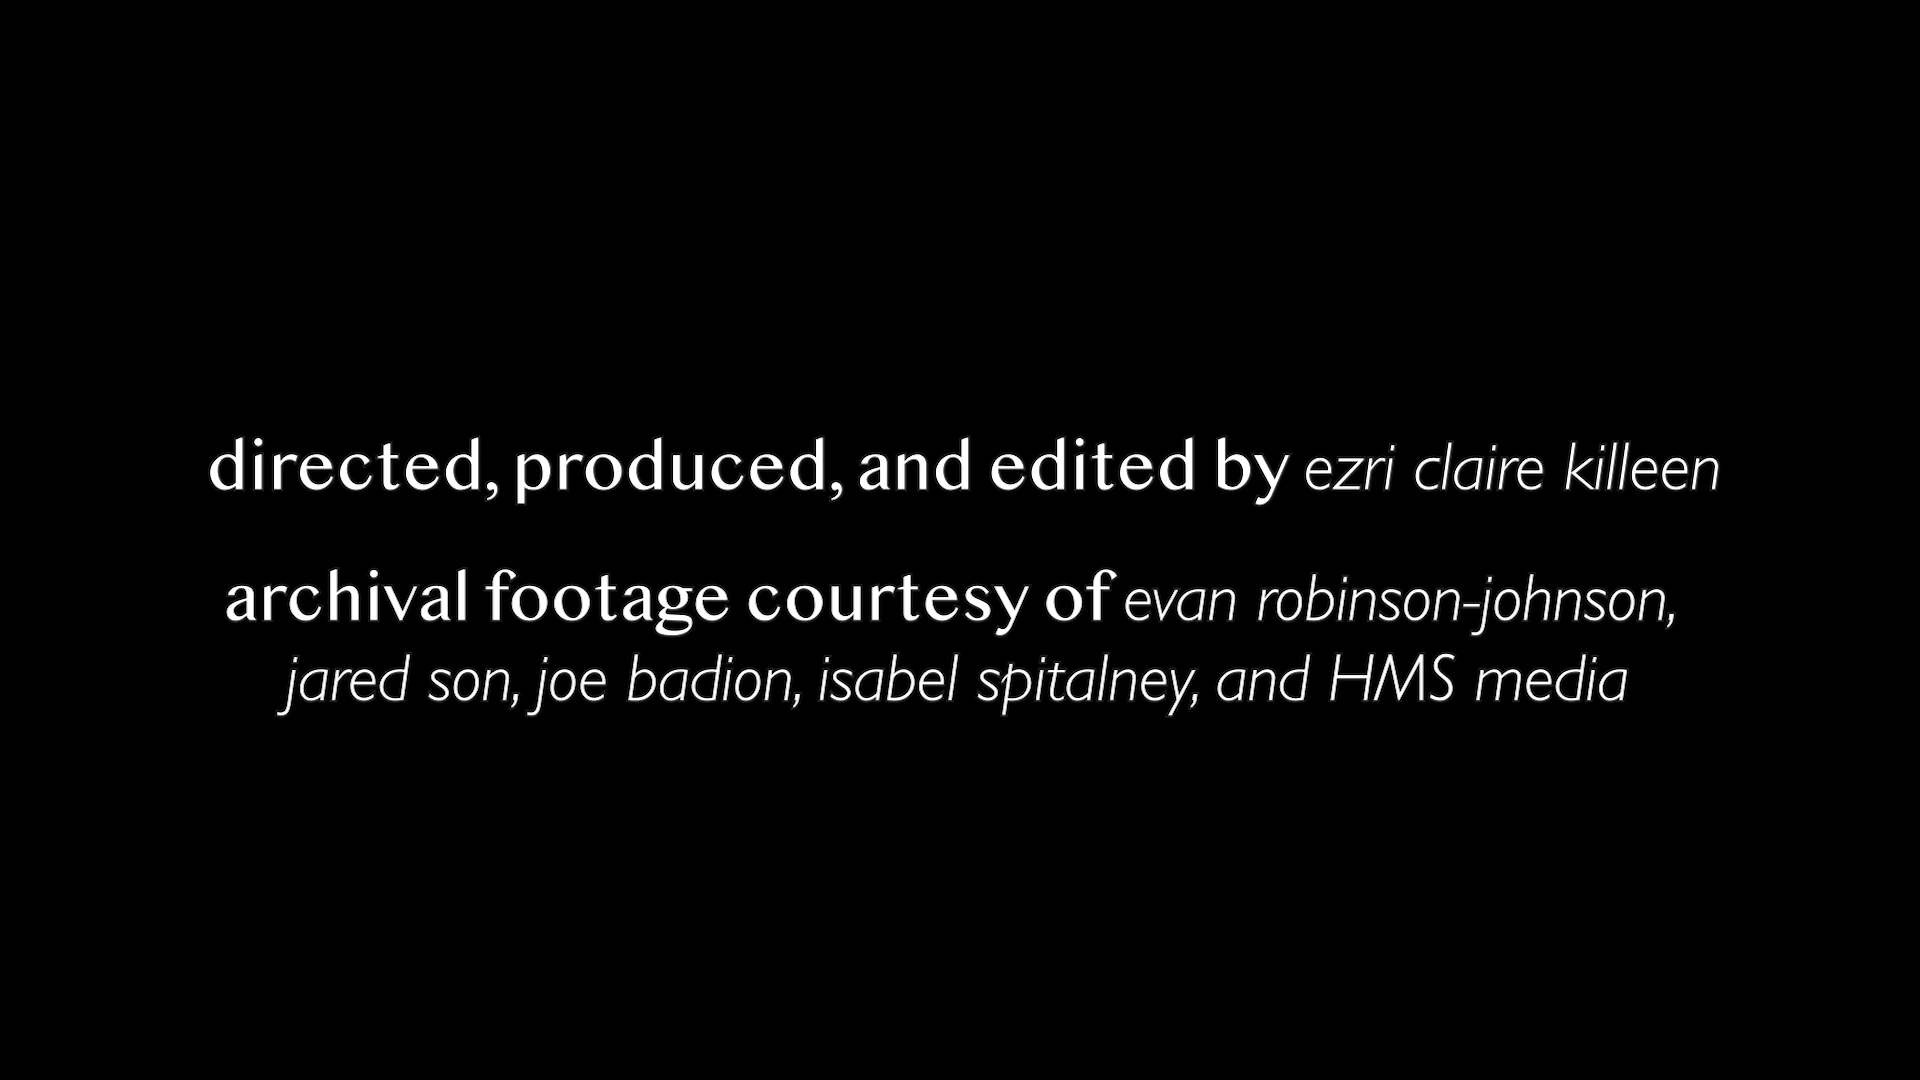 directed, produced, and edited by ezri claire killeen
archival footage courtesy of evan robinson-johnson,
jared son, joe badion, isabel spitalney, and HMS media